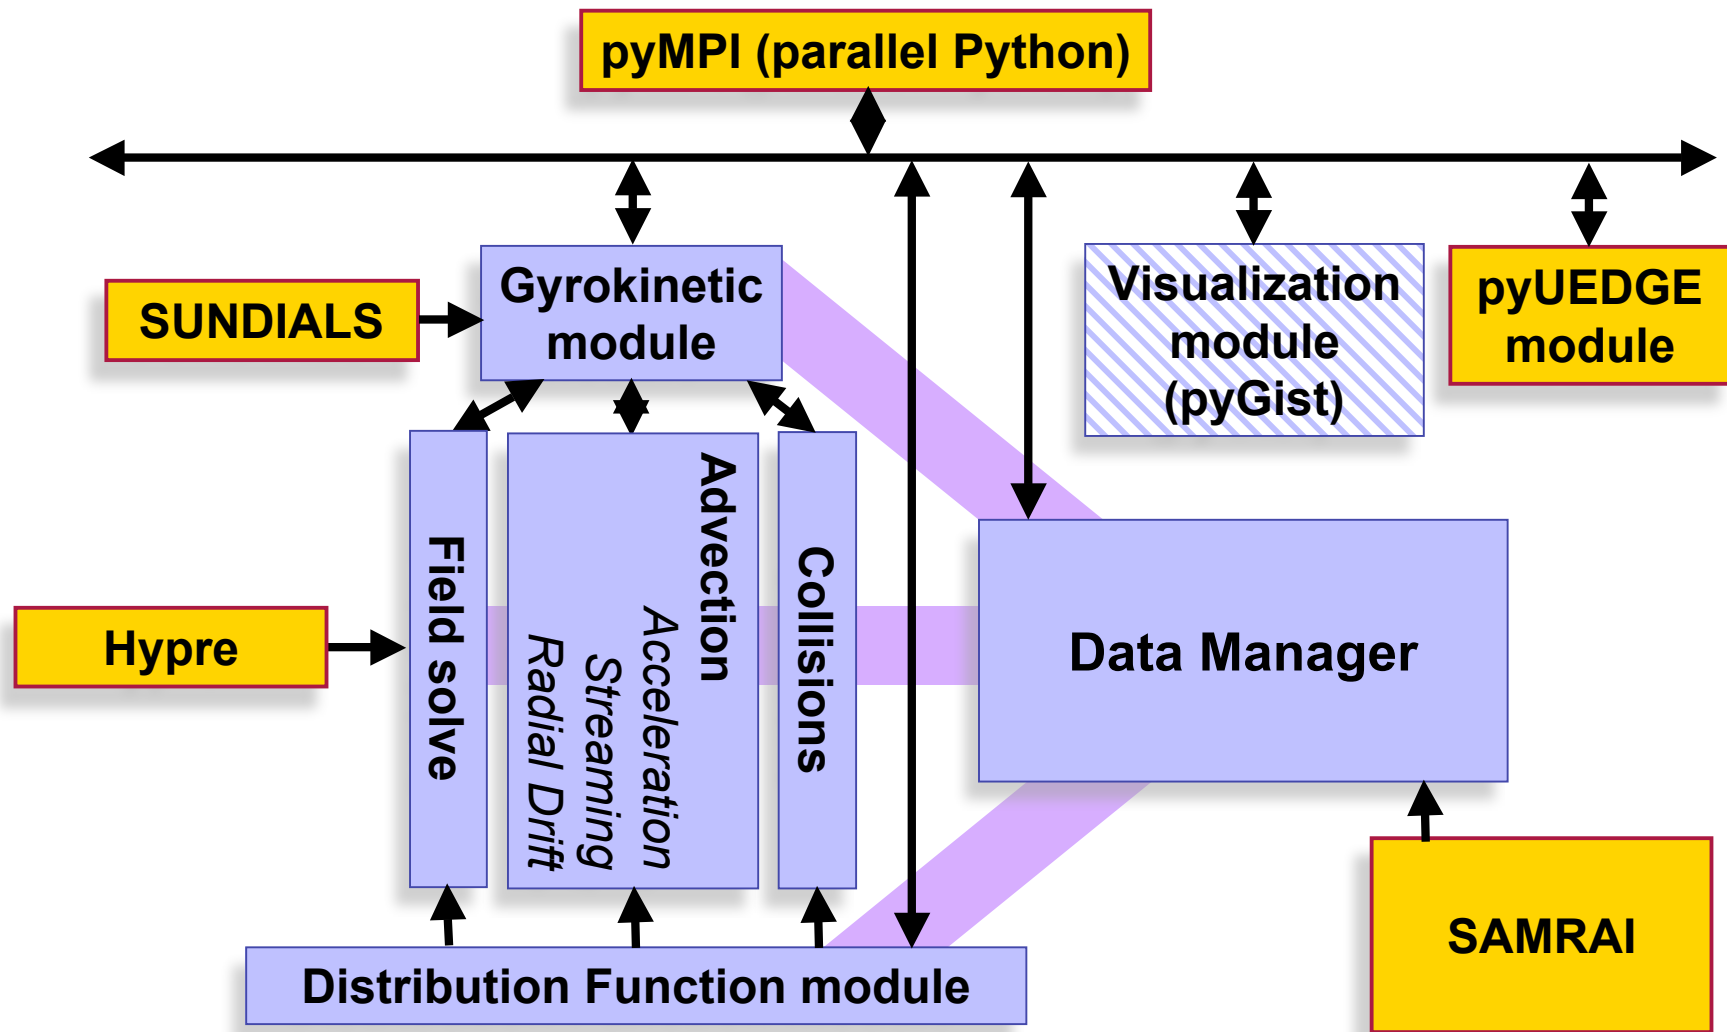 pyMPI (parallel Python)
Gyrokinetic
module
SUNDIALS
Visualization
module
(pyGist)
pyUEDGE
module
Field solve
Advection
Acceleration
Streaming
Radial Drift
Collisions
Hypre
Data Manager
SAMRAI
Distribution Function module